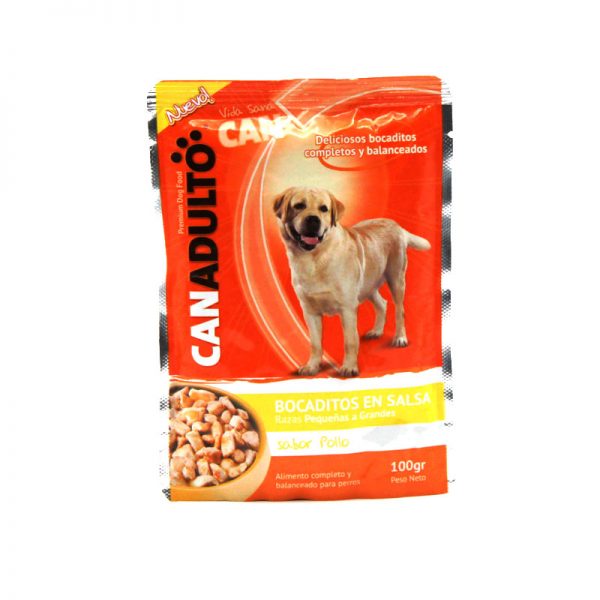 Nuevo!
Vida Sana
CAN
Deliciosos bocaditos
completos y balanceados
CANADULTO
Premium Dog Food
BOCADITOS EN SALSA
Razas Pequeñas a Grandes
Sabor Pollo
Alimento completo y
balanceado para perros
100gr
Peso Neto